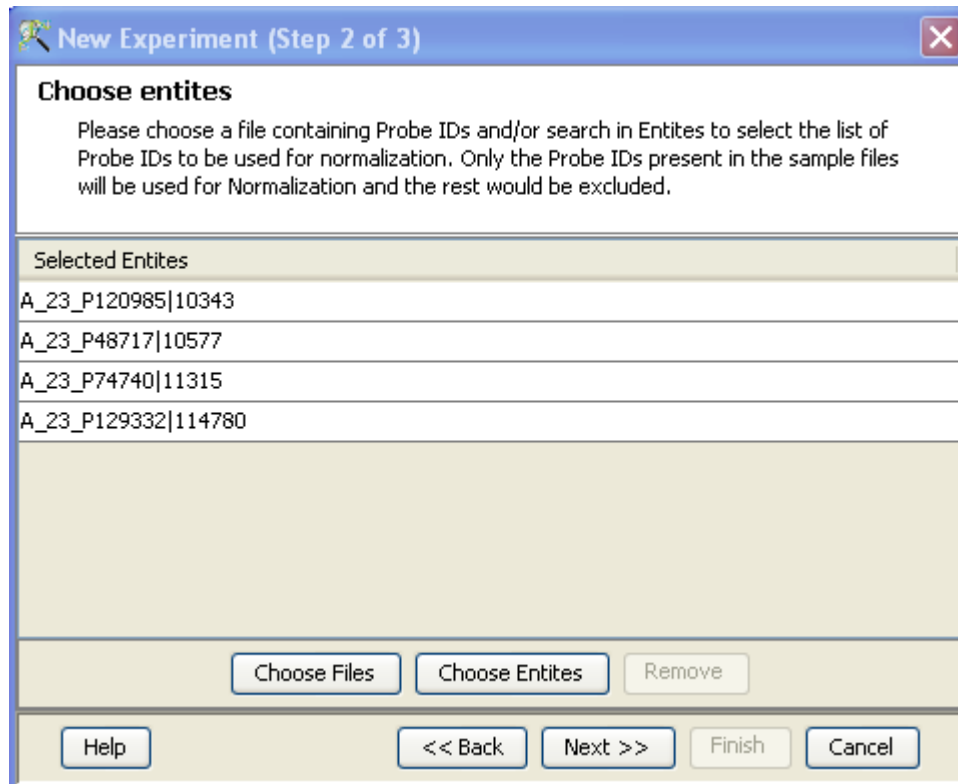 New Experiment (Step 2 of 3)
Choose entites
Please choose a file containing Probe IDs and/or search in Entites to select the list of
Probe IDs to be used for normalization. Only the Probe IDs present in the sample files
will be used for Normalization and the rest would be excluded.
Selected Entites
A_23_P120985|10343
A_23_P48717|10577
A_23_P74740|11315
A_23_P129332|114780
Choose Files Choose Entites Remove
Help << Back Next >> Finish Cancel